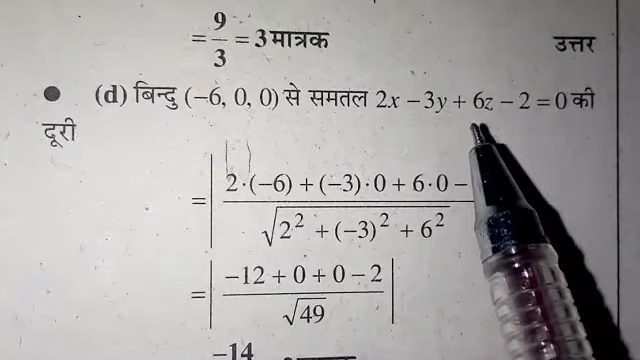 = 9/3 = 3 मात्रक उत्तर
(d) बिन्दु (–6, 0, 0) से समतल 2x – 3y + 6z – 2 = 0 की
दूरी
= | 2·(–6) + (–3)·0 + 6·0 – / √(2² + (–3)² + 6²)
= | –12 + 0 + 0 – 2 / √49 |
–14